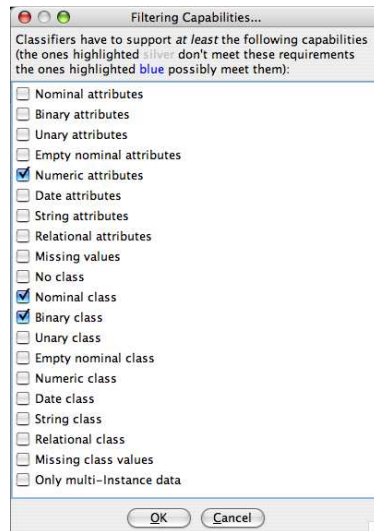 Filtering Capabilities...
Classifiers have to support at least the following capabilities
(the ones highlighted silver don't meet these requirements
the ones highlighted blue possibly meet them):
Nominal attributes
Binary attributes
Unary attributes
Empty nominal attributes
Numeric attributes
Date attributes
String attributes
Relational attributes
Missing values
No class
Nominal class
Binary class
Unary class
Empty nominal class
Numeric class
Date class
String class
Relational class
Missing class values
Only multi-Instance data
OK Cancel